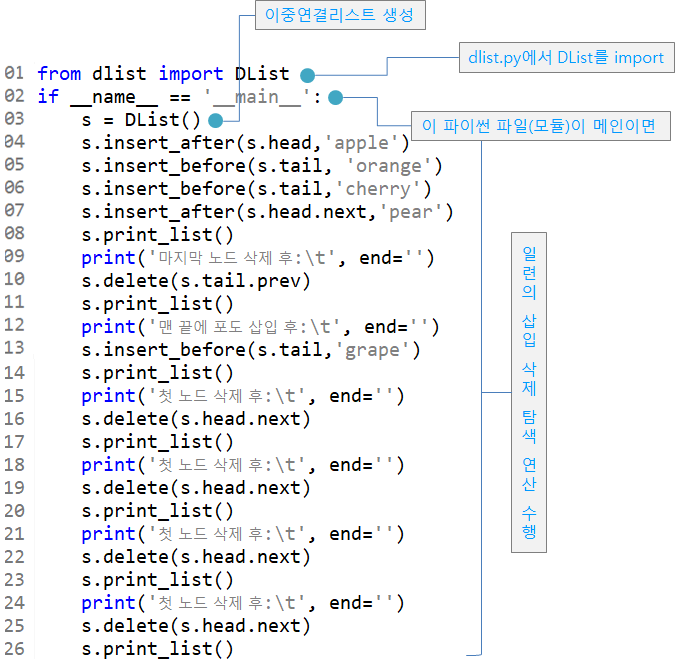 이중연결리스트 생성
dlist.py에서 DList를 import
01 from dlist import DList
02 if __name__ == '__main__':
03     s = DList()
이 파이썬 파일(모듈)이 메인이면
04     s.insert_after(s.head,'apple')
05     s.insert_before(s.tail, 'orange')
06     s.insert_before(s.tail,'cherry')
07     s.insert_after(s.head.next,'pear')
08     s.print_list()
09     print('마지막 노드 삭제 후:\t', end='')
10     s.delete(s.tail.prev)
11     s.print_list()
12     print('맨 끝에 포도 삽입 후:\t', end='')
13     s.insert_before(s.tail,'grape')
14     s.print_list()
15     print('첫 노드 삭제 후:\t', end='')
16     s.delete(s.head.next)
17     s.print_list()
18     print('첫 노드 삭제 후:\t', end='')
19     s.delete(s.head.next)
20     s.print_list()
21     print('첫 노드 삭제 후:\t', end='')
22     s.delete(s.head.next)
23     s.print_list()
24     print('첫 노드 삭제 후:\t', end='')
25     s.delete(s.head.next)
26     s.print_list()
일련의 삽입 삭제 탐색 연산 수행